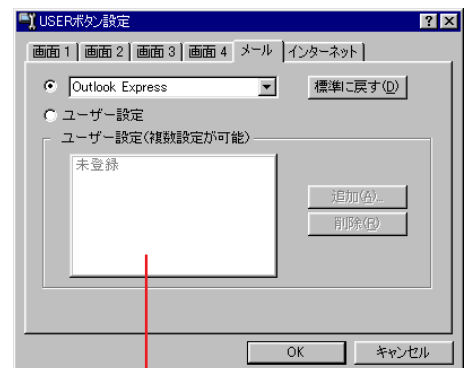 USERボタン設定
画面 1 画面 2 画面 3 画面 4 メール インターネット
Outlook Express 標準に戻す(D)
ユーザー設定
ユーザー設定(複数設定が可能)
未登録
追加(A)...
削除(R)
OK キャンセル